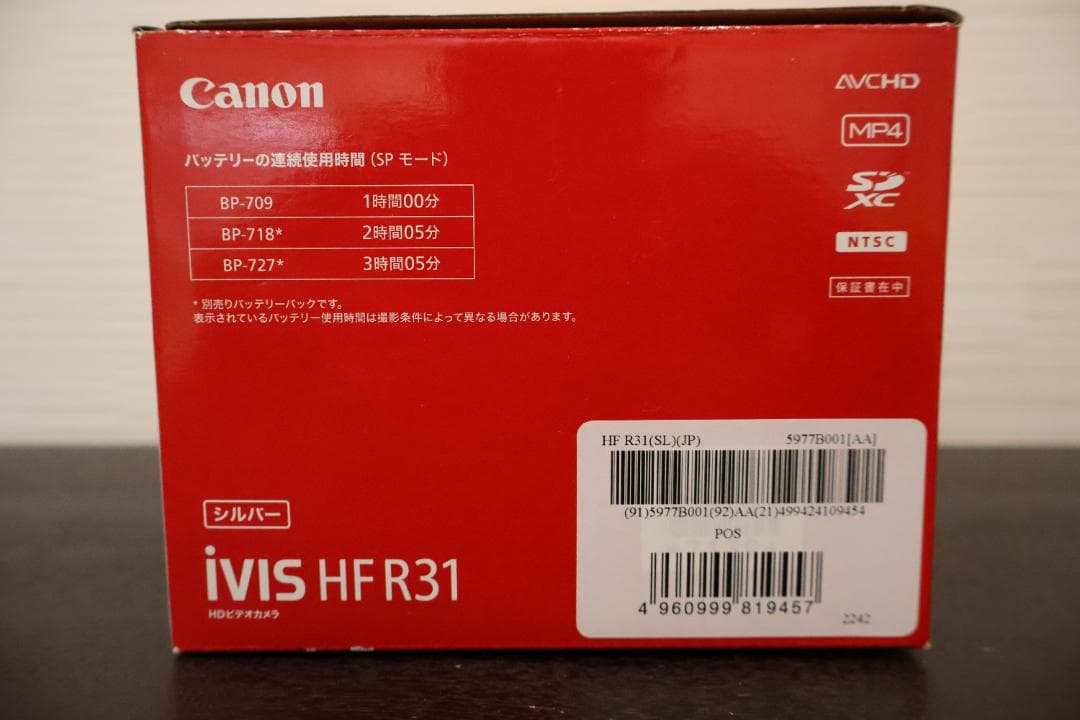 Canon
バッテリーの連続使用時間（SP モード）
BP-709 1時間00分
BP-718* 2時間05分
BP-727* 3時間05分
* 別売りバッテリーパックです。
表示されているバッテリー使用時間は撮影条件によって異なる場合があります。
AVCHD
MP4
SD XC
NTSC
保証書在中
シルバー
iVIS HF R31
HDビデオカメラ
HF R31(SL)(JP) 5977B001[AA]
(91)5977B001(92)AA(21)499424109454
POS
4 960999 819457
2242